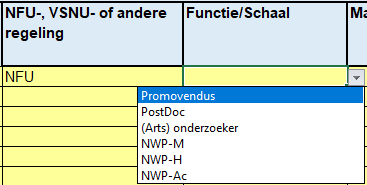 NFU-, VSNU- of andere regeling
Functie/Schaal
Ma
NFU
Promovendus
PostDoc
(Arts) onderzoeker
NWP-M
NWP-H
NWP-Ac